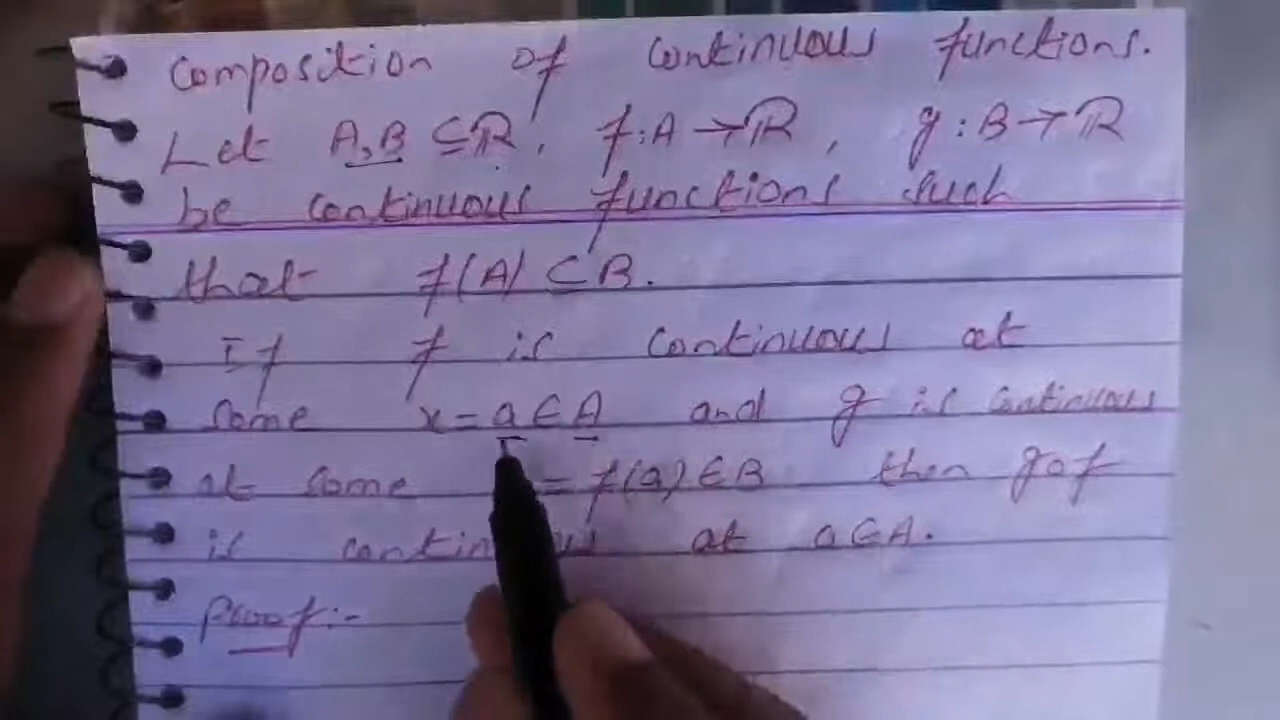 Composition of continuous functions.
Let A,B ⊆ ℝ, f:A→ℝ, g:B→ℝ
be continuous functions such
that f(A) ⊆ B.
If f is continuous at
some x=a∈A and g is continuous
at some = f(a)∈B then gof
is continuous at a∈A.
Proof:-